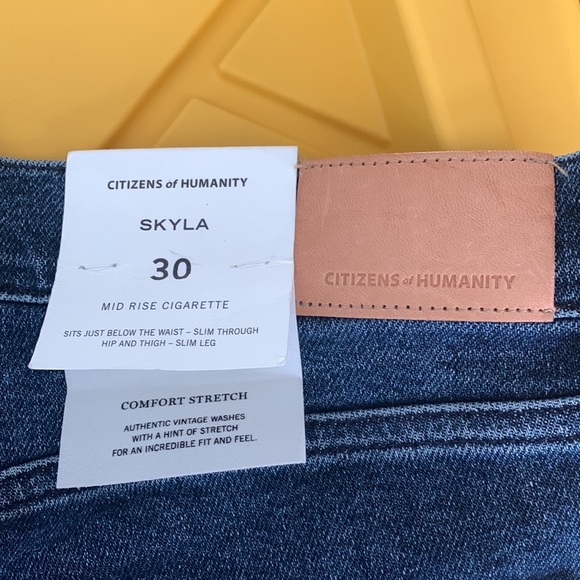 CITIZENS of HUMANITY
SKYLA
30
MID RISE CIGARETTE
SITS JUST BELOW THE WAIST – SLIM THROUGH
HIP AND THIGH – SLIM LEG
COMFORT STRETCH
AUTHENTIC VINTAGE WASHES
WITH A HINT OF STRETCH
FOR AN INCREDIBLE FIT AND FEEL.
CITIZENS of HUMANITY